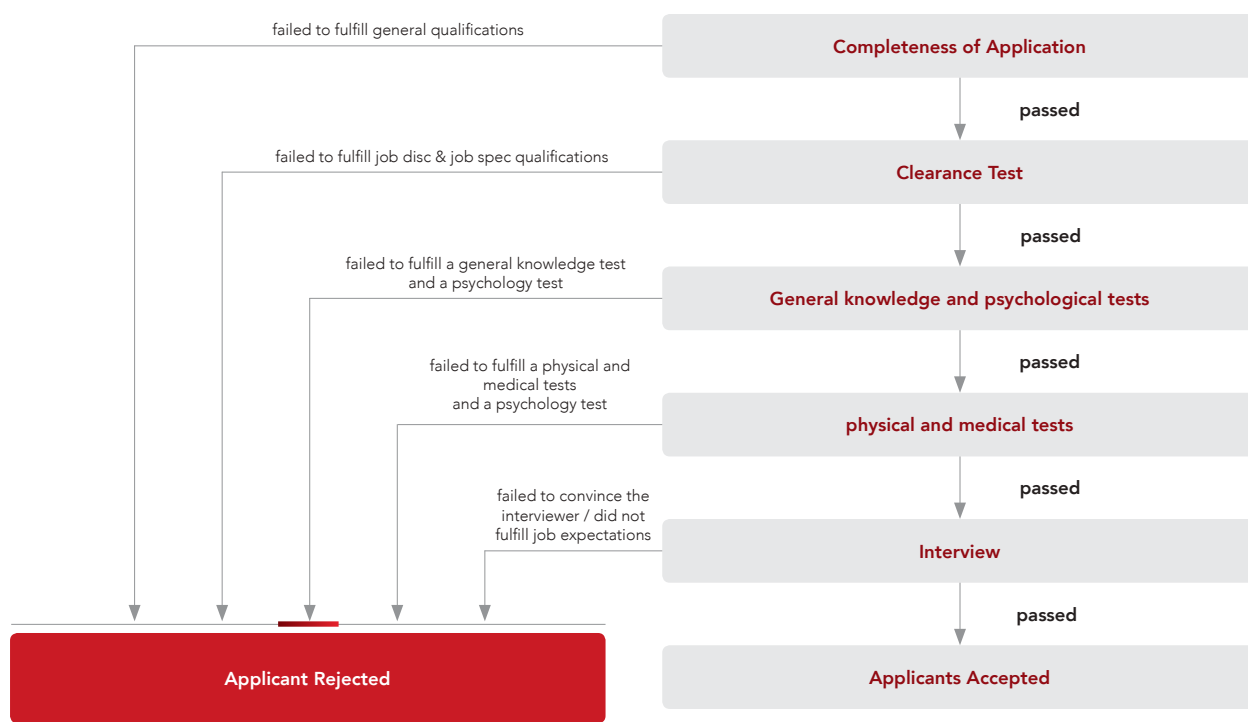 failed to fulfill general qualifications
Completeness of Application
passed
failed to fulfill job disc & job spec qualifications
Clearance Test
passed
failed to fulfill a general knowledge test
and a psychology test
General knowledge and psychological tests
passed
failed to fulfill a physical and
medical tests
and a psychology test
physical and medical tests
passed
failed to convince the
interviewer / did not
fulfill job expectations
Interview
passed
Applicant Rejected
Applicants Accepted